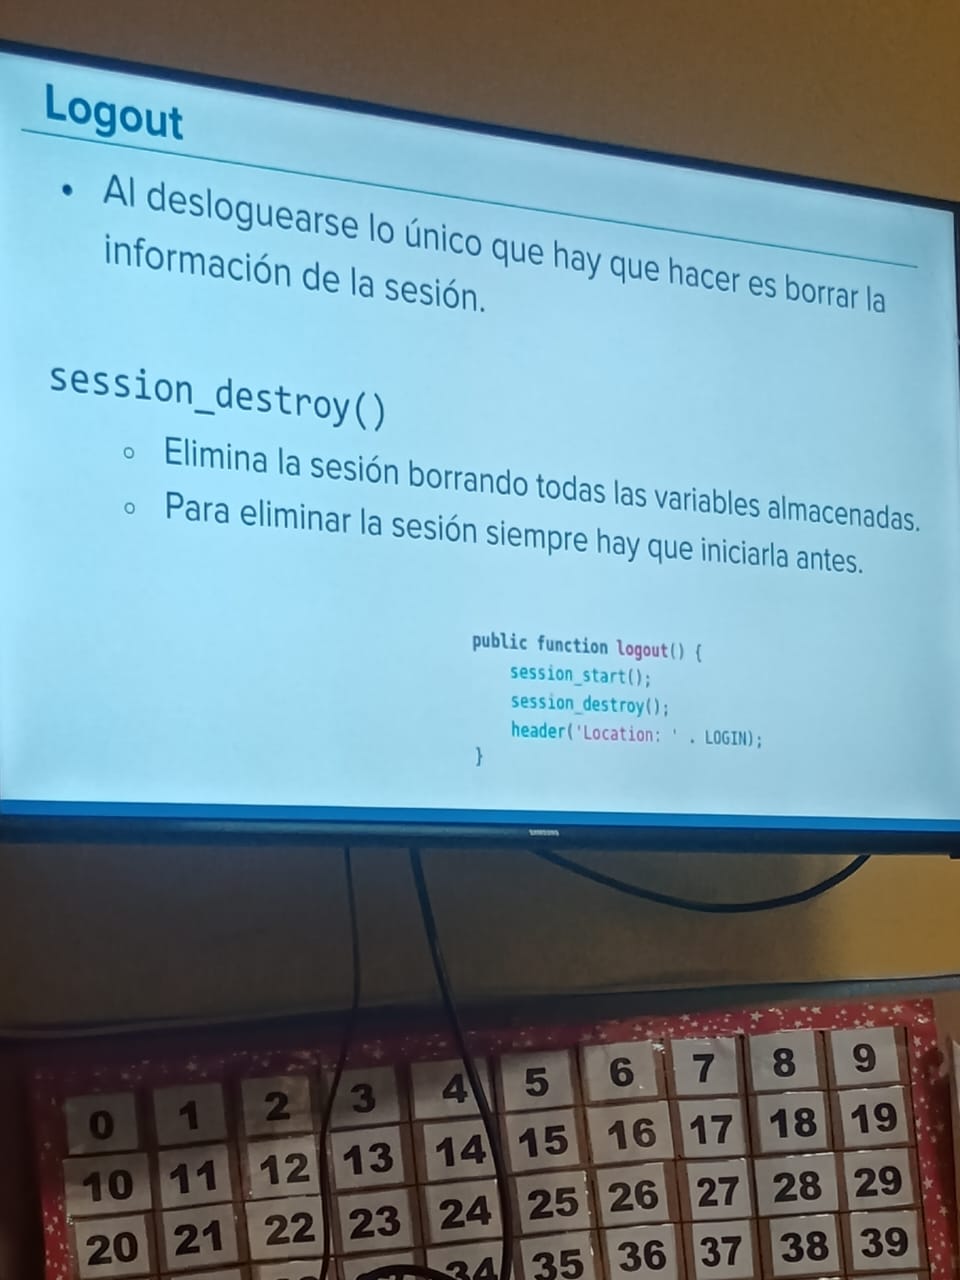 Logout
• Al desloguearse lo único que hay que hacer es borrar la
información de la sesión.
session_destroy()
○ Elimina la sesión borrando todas las variables almacenadas.
○ Para eliminar la sesión siempre hay que iniciarla antes.
public function logout() {
session_start();
session_destroy();
header('Location: ' . LOGIN);
}
SAMSUNG
0 1 2 3 4 5 6 7 8 9
10 11 12 13 14 15 16 17 18 19
20 21 22 23 24 25 26 27 28 29
34 35 36 37 38 39